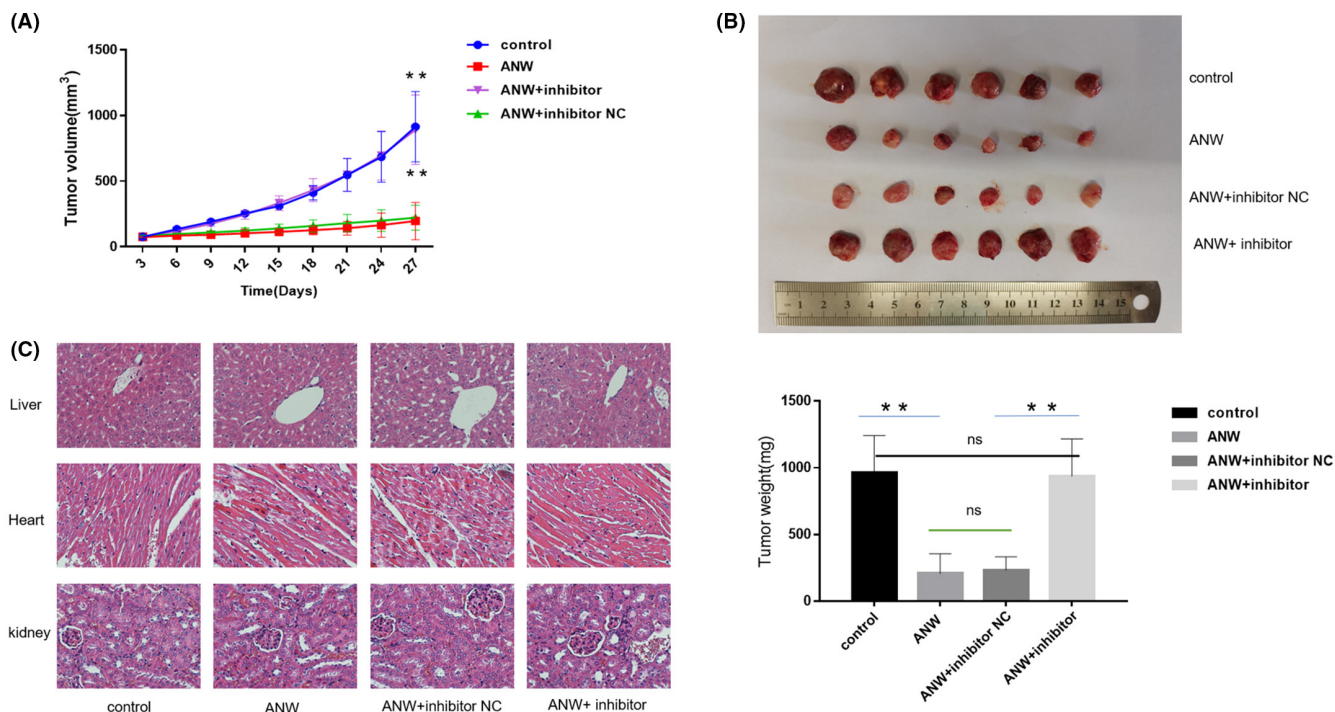 (A)
Tumor volume(mm3)
1500
1000
500
0
3 6 9 12 15 18 21 24 27
Time(Days)
**
**
control
ANW
ANW+inhibitor
ANW+inhibitor NC
(B)
control
ANW
ANW+inhibitor NC
ANW+ inhibitor
1 2 3 4 5 6 7 8 9 10 11 12 13 14 15
Tumor weight(mg)
1500
1000
500
0
** **
ns
ns
control
ANW
ANW+inhibitor NC
ANW+inhibitor
control
ANW
ANW+inhibitor NC
ANW+inhibitor
(C)
Liver
Heart
kidney
control ANW ANW+inhibitor NC ANW+ inhibitor